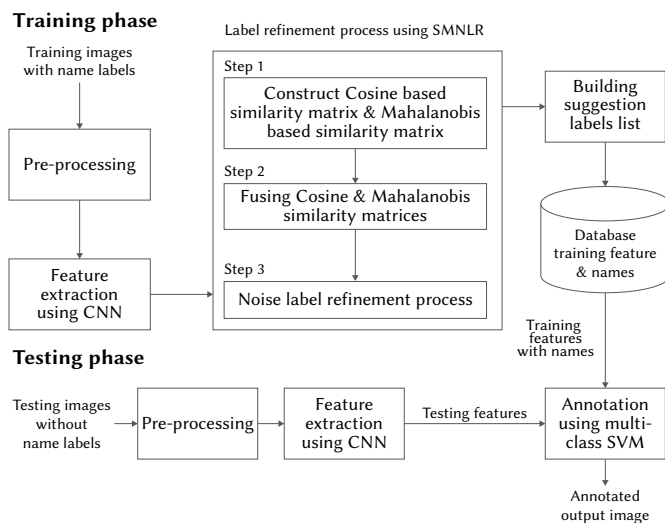 Training phase
Training images
with name labels
Pre-processing
Feature
extraction
using CNN
Label refinement process using SMNLR
Step 1
Construct Cosine based
similarity matrix & Mahalanobis
based similarity matrix
Step 2
Fusing Cosine & Mahalanobis
similarity matrices
Step 3
Noise label refinement process
Building
suggestion
labels list
Database
training feature
& names
Training
features
with names
Testing phase
Testing images
without
name labels
Pre-processing
Feature
extraction
using CNN
Testing features
Annotation
using multi-
class SVM
Annotated
output image